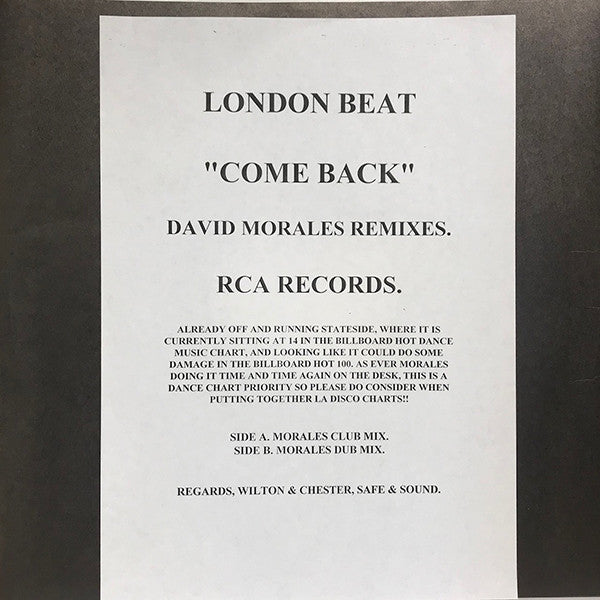 LONDON BEAT
"COME BACK"
DAVID MORALES REMIXES.
RCA RECORDS.
ALREADY OFF AND RUNNING STATESIDE, WHERE IT IS
CURRENTLY SITTING AT 14 IN THE BILLBOARD HOT DANCE
MUSIC CHART, AND LOOKING LIKE IT COULD DO SOME
DAMAGE IN THE BILLBOARD HOT 100. AS EVER MORALES
DOING IT TIME AND TIME AGAIN ON THE DESK, THIS IS A
DANCE CHART PRIORITY SO PLEASE DO CONSIDER WHEN
PUTTING TOGETHER LA DISCO CHARTS!!
SIDE A. MORALES CLUB MIX.
SIDE B. MORALES DUB MIX.
REGARDS, WILTON & CHESTER, SAFE & SOUND.